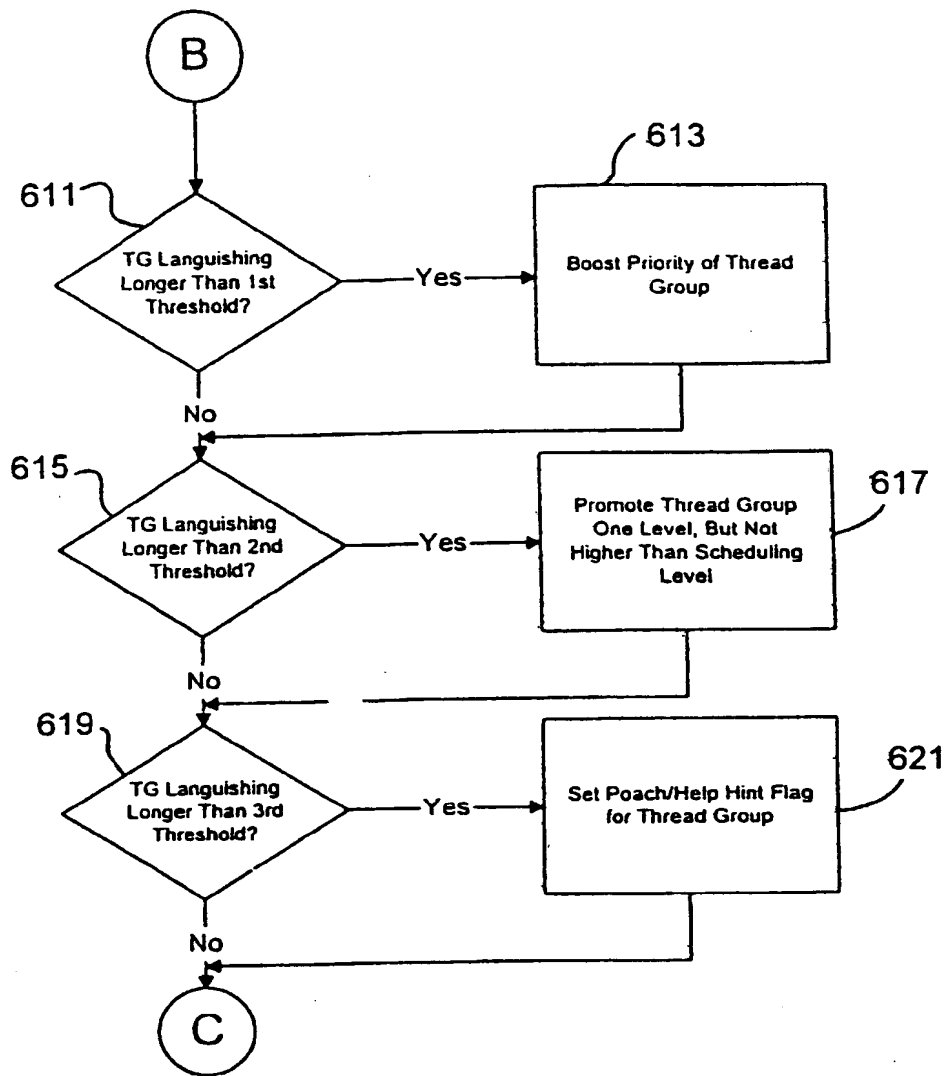 B
613
611
TG Languishing
Longer Than 1st
Threshold?
Yes
Boost Priority of Thread
Group
No
615
TG Languishing
Longer Than 2nd
Threshold?
Yes
Promote Thread Group
One Level, But Not
Higher Than Scheduling
Level
617
No
619
TG Languishing
Longer Than 3rd
Threshold?
Yes
Set Poach/Help Hint Flag
for Thread Group
621
No
C